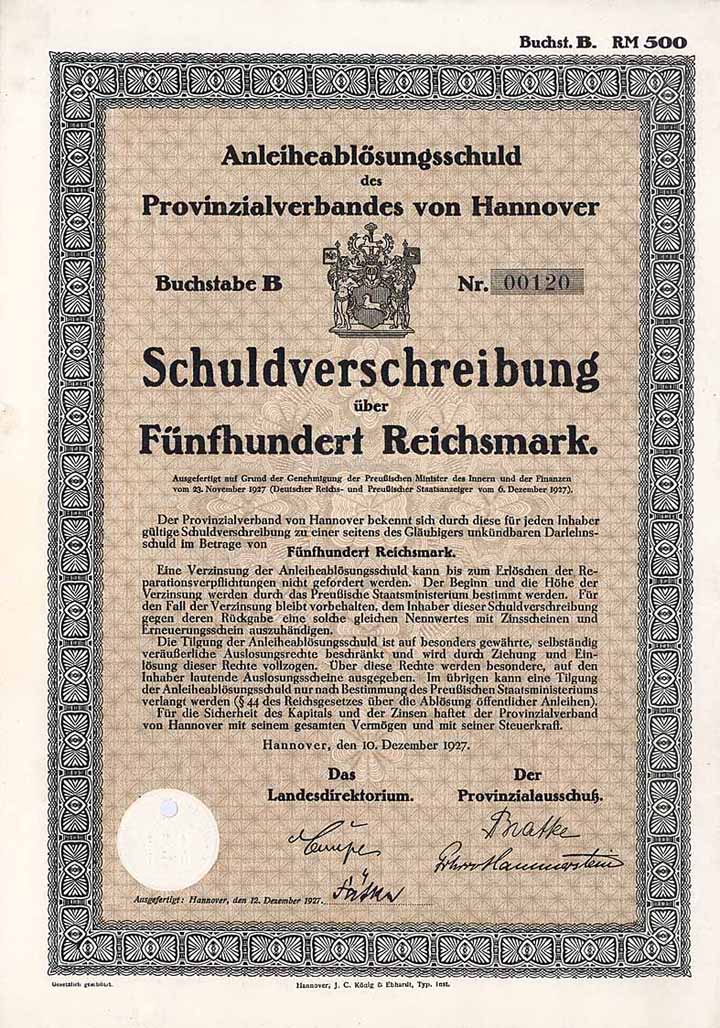 Buchst. B. RM 500
Anleiheablösungsschuld
des
Provinzialverbandes von Hannover
Buchstabe B Nr. 00120
Schuldverschreibung
über
Fünfhundert Reichsmark.
Ausgefertigt auf Grund der Genehmigung der Preußischen Minister des Innern und der Finanzen
vom 23. November 1927 (Deutscher Reichs- und Preußischer Staatsanzeiger vom 6. Dezember 1927).
Der Provinzialverband von Hannover bekennt sich durch diese für jeden Inhaber
gültige Schuldverschreibung zu einer seitens des Gläubigers unkündbaren Darlehns-
schuld im Betrage von
Fünfhundert Reichsmark.
Eine Verzinsung der Anleiheablösungsschuld kann bis zum Erlöschen der Re-
parationsverpflichtungen nicht gefordert werden. Der Beginn und die Höhe der
Verzinsung werden durch das Preußische Staatsministerium bestimmt werden. Für
den Fall der Verzinsung bleibt vorbehalten, dem Inhaber dieser Schuldverschreibung
gegen deren Rückgabe eine solche gleichen Nennwertes mit Zinsscheinen und
Erneuerungsschein auszuhändigen.
Die Tilgung der Anleiheablösungsschuld ist auf besonders gewährte, selbständig
veräußerliche Auslosungsrechte beschränkt und wird durch Ziehung und Ein-
lösung dieser Rechte vollzogen. Über diese Rechte werden besondere, auf den
Inhaber lautende Auslosungsscheine ausgegeben. Im übrigen kann eine Tilgung
der Anleiheablösungsschuld nur nach Bestimmung des Preußischen Staatsministeriums
verlangt werden (§ 44 des Reichsgesetzes über die Ablösung öffentlicher Anleihen).
Für die Sicherheit des Kapitals und der Zinsen haftet der Provinzialverband
von Hannover mit seinem gesamten Vermögen und mit seiner Steuerkraft.
Hannover, den 10. Dezember 1927.
Das Der
Landesdirektorium. Provinzialausschuß.
Bratke
Hammerstein
Ausgefertigt: Hannover, den 12. Dezember 1927.
Gesetzlich geschützt. Hannover, J. C. König & Ebhardt, Typ. Inst.